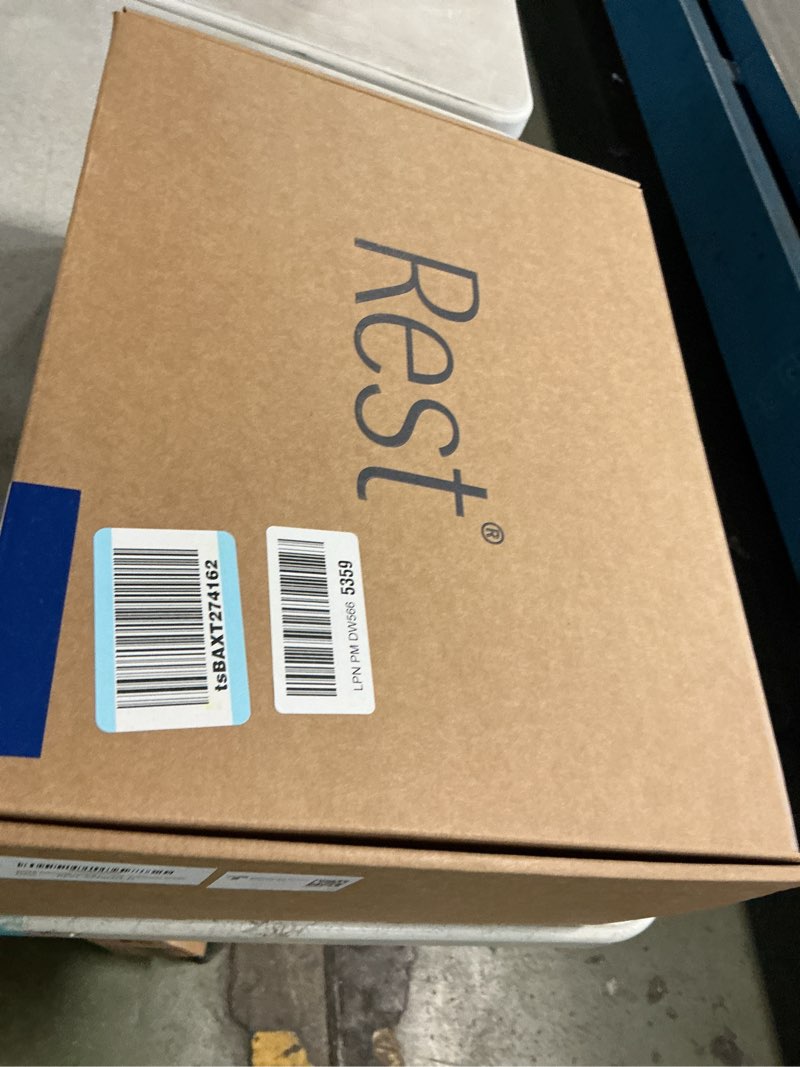 Rest®
LPN PM DW566 5359
tsBAXT274162